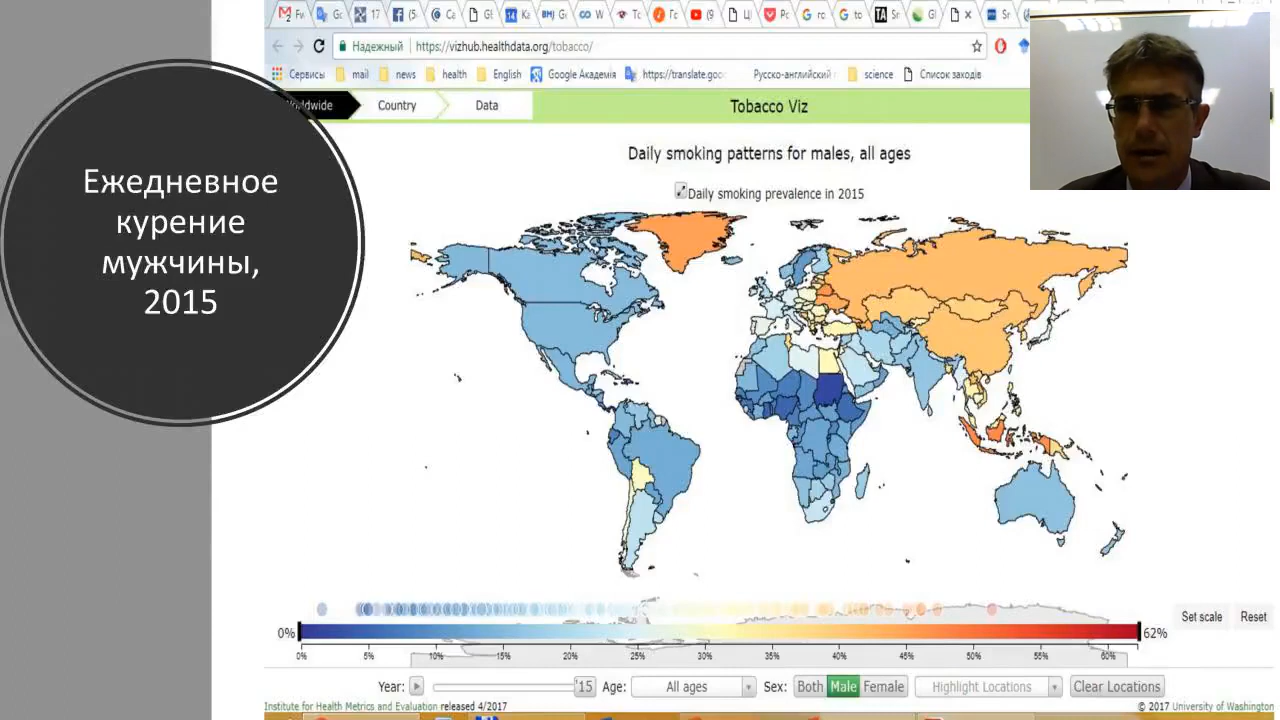 Ежедневное
курение
мужчины,
2015
Надежный
https://vizhub.healthdata.org/tobacco/
Сервисы mail news health English Google Академія https://translate.goo Русско-английский science Список заходів
Country Data Tobacco Viz
Daily smoking patterns for males, all ages
Daily smoking prevalence in 2015
0% 62%
0% 5% 10% 15% 20% 25% 30% 35% 40% 45% 50% 55% 60%
Set scale Reset
Year: '15 Age: All ages Sex: Both Male Female Highlight Locations Clear Locations
Institute for Health Metrics and Evaluation released 4/2017 © 2017 University of Washington